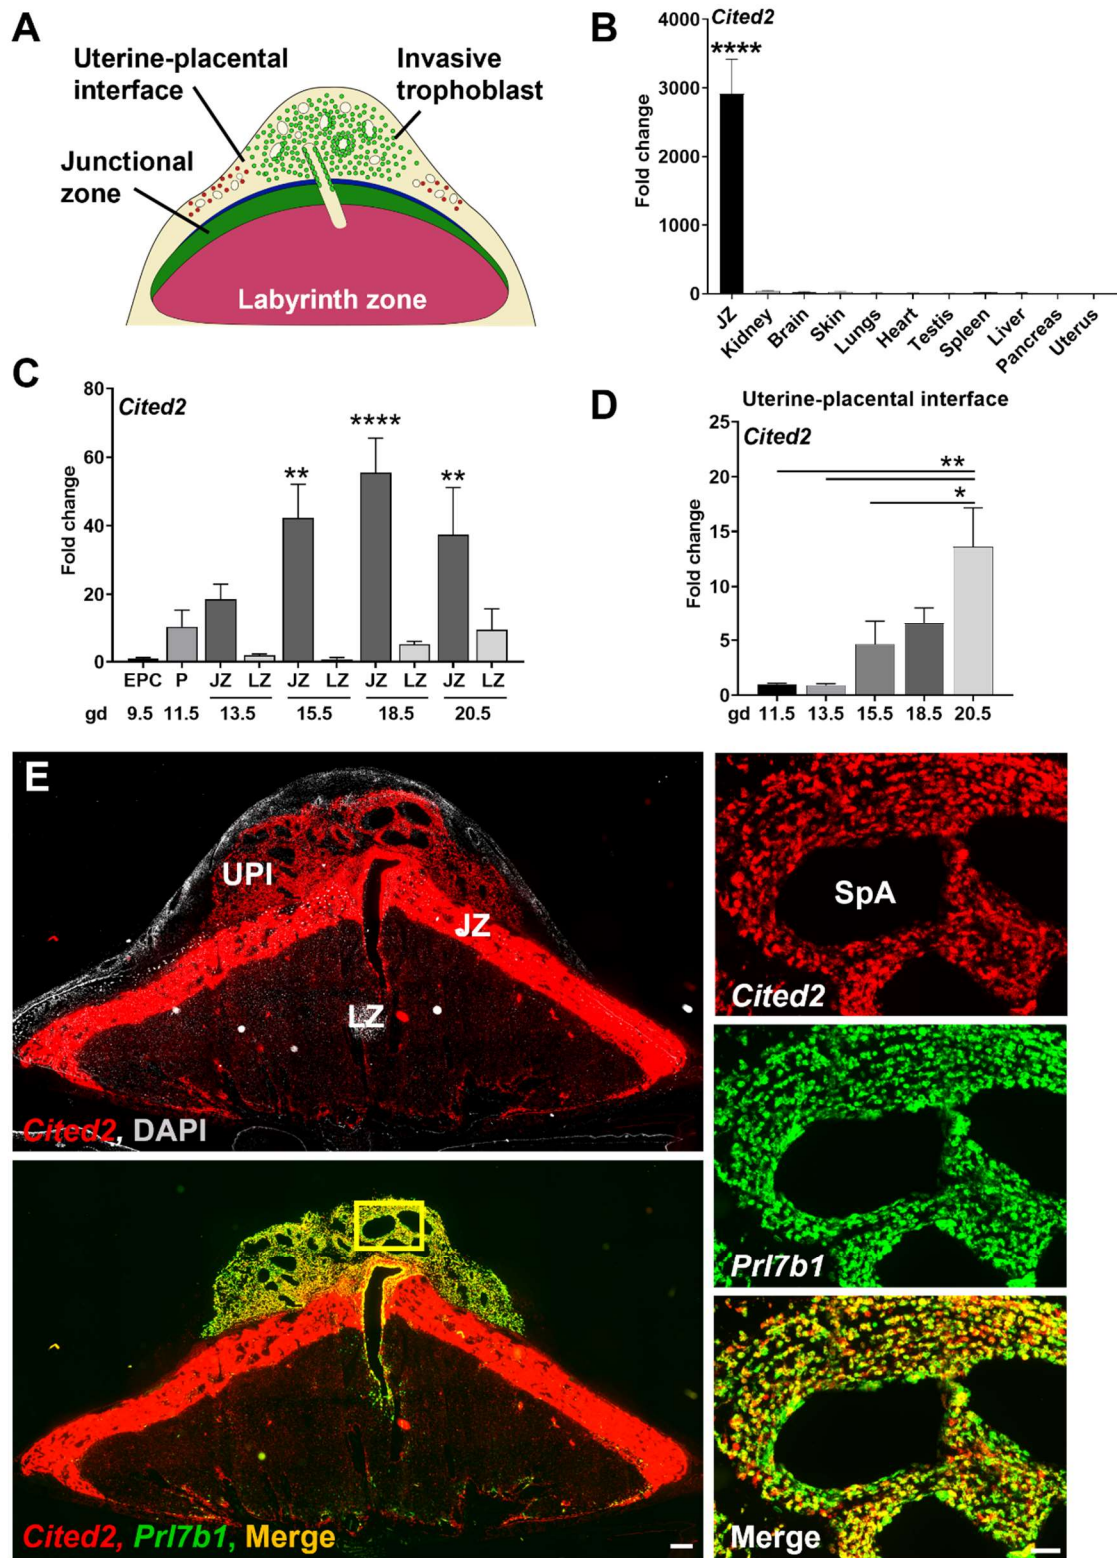 A
Uterine-placental
interface
Invasive
trophoblast
Junctional
zone
Labyrinth zone
B
Cited2
****
Fold change
4000
3000
2000
1000
0
JZ
Kidney
Brain
Skin
Lungs
Heart
Testis
Spleen
Liver
Pancreas
Uterus
C
Cited2
Fold change
80
60
40
20
0
**
****
**
EPC P JZ LZ JZ LZ JZ LZ JZ LZ
gd 9.5 11.5 13.5 15.5 18.5 20.5
D
Uterine-placental interface
Cited2
Fold change
25
20
15
10
5
0
**
*
gd 11.5 13.5 15.5 18.5 20.5
E
UPI
JZ
LZ
Cited2, DAPI
Cited2, Prl7b1, Merge
SpA
Cited2
Prl7b1
Merge